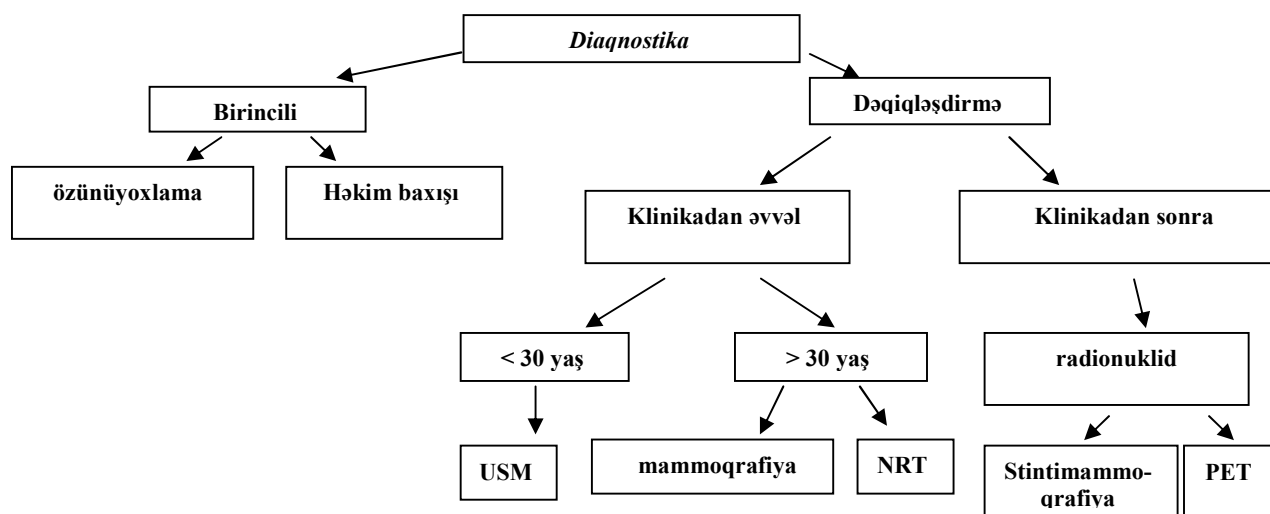 Diaqnostika
Birincili
Dəqiqləşdirmə
özünüyoxlama
Həkim baxışı
Klinikadan əvvəl
Klinikadan sonra
< 30 yaş
> 30 yaş
radionuklid
USM
mammoqrafiya
NRT
Stintimammo-
qrafiya
PET